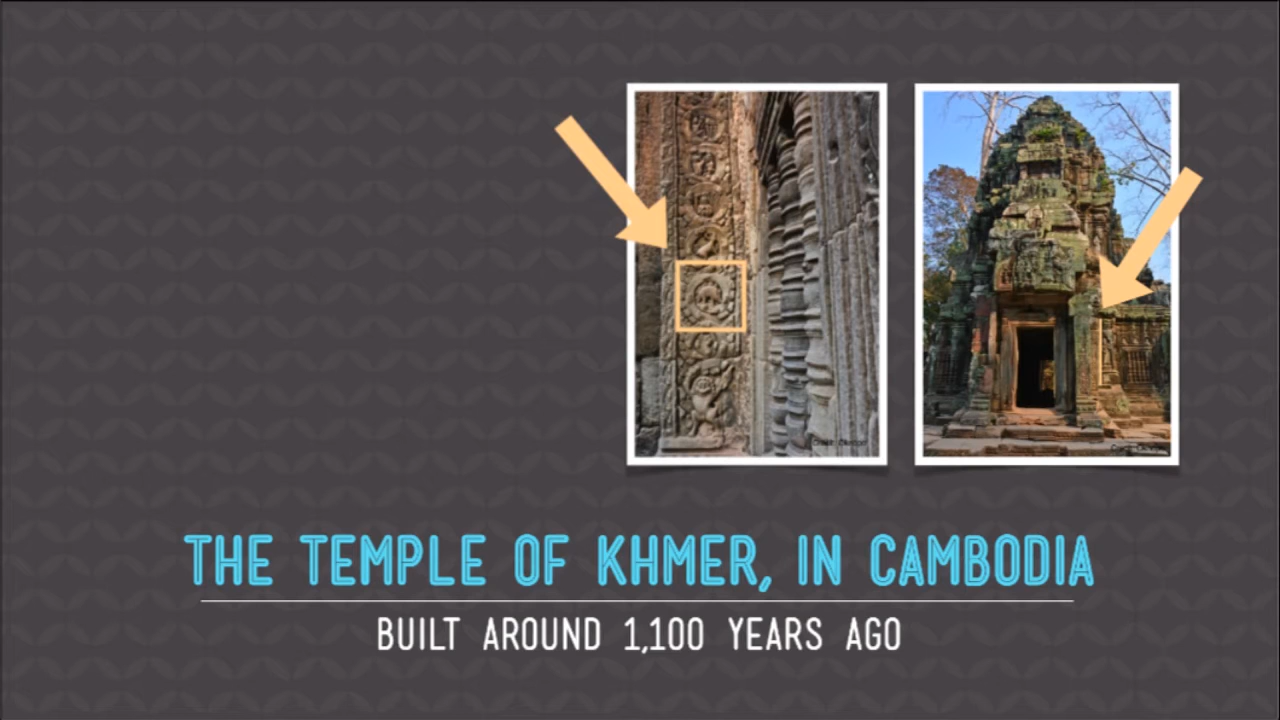 THE TEMPLE OF KHMER, IN CAMBODIA
BUILT AROUND 1,100 YEARS AGO